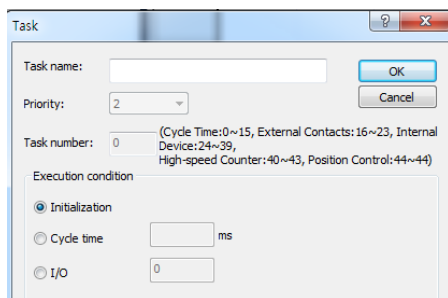 Task
Task name:
OK
Priority: 2
Cancel
Task number: 0 (Cycle Time:0~15, External Contacts:16~23, Internal
Device:24~39,
High-speed Counter:40~43, Position Control:44~44)
Execution condition
Initialization
Cycle time ms
I/O 0